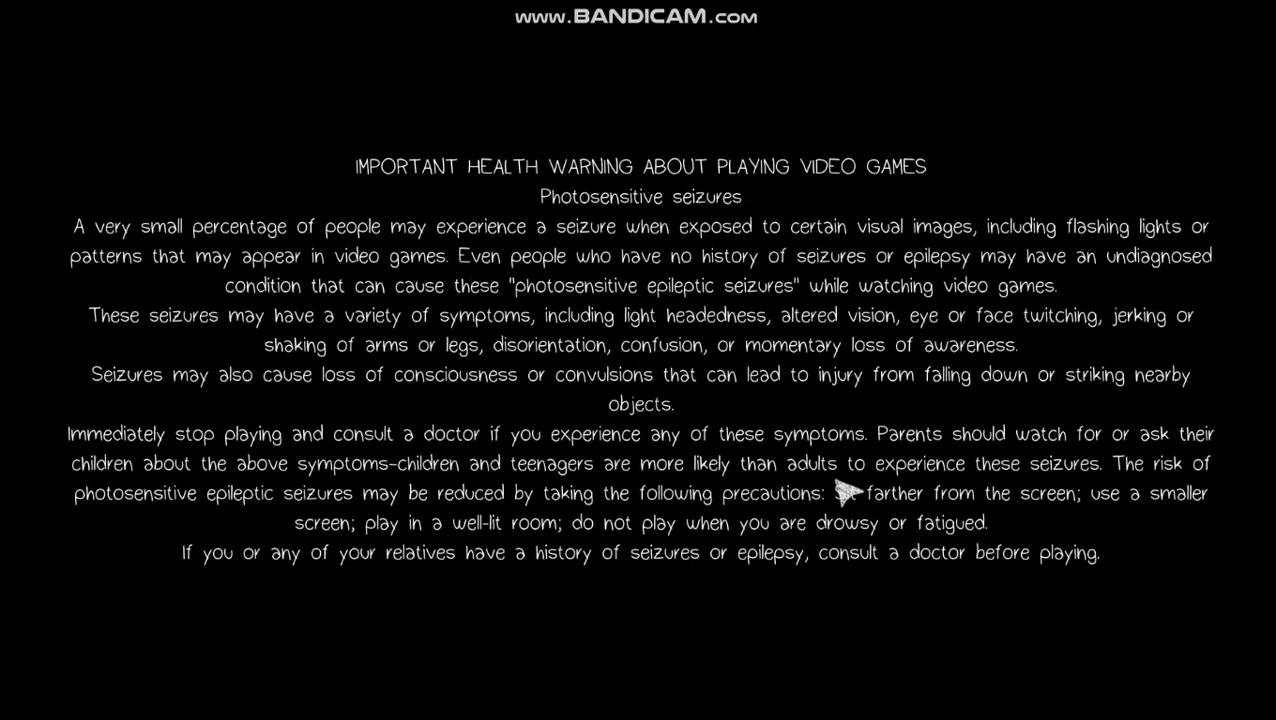 www.BANDICAM.com
IMPORTANT HEALTH WARNING ABOUT PLAYING VIDEO GAMES
Photosensitive seizures
A very small percentage of people may experience a seizure when exposed to certain visual images, including flashing lights or
patterns that may appear in video games. Even people who have no history of seizures or epilepsy may have an undiagnosed
condition that can cause these "photosensitive epileptic seizures" while watching video games.
These seizures may have a variety of symptoms, including light headedness, altered vision, eye or face twitching, jerking or
shaking of arms or legs, disorientation, confusion, or momentary loss of awareness.
Seizures may also cause loss of consciousness or convulsions that can lead to injury from falling down or striking nearby
objects.
Immediately stop playing and consult a doctor if you experience any of these symptoms. Parents should watch for or ask their
children about the above symptoms-children and teenagers are more likely than adults to experience these seizures. The risk of
photosensitive epileptic seizures may be reduced by taking the following precautions: farther from the screen; use a smaller
screen; play in a well-lit room; do not play when you are drowsy or fatigued.
If you or any of your relatives have a history of seizures or epilepsy, consult a doctor before playing.